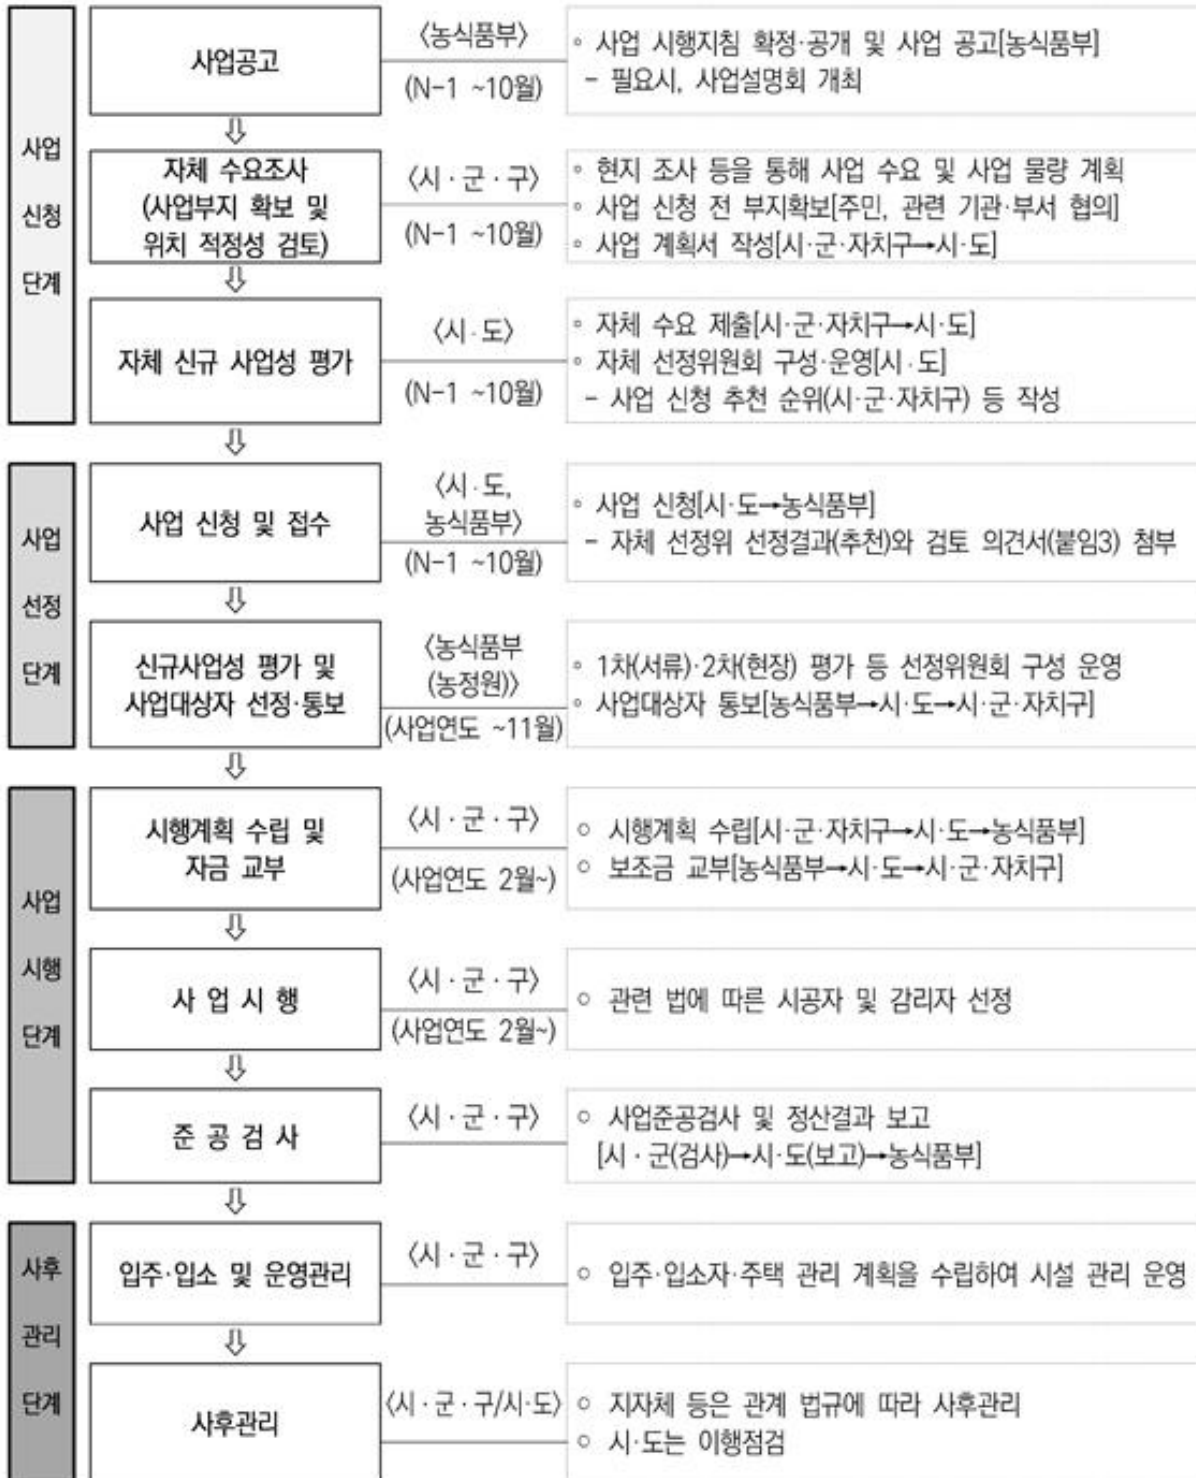 사업
신청
단계
사업공고
〈농식품부〉
(N-1 ~10월)
◦ 사업 시행지침 확정·공개 및 사업 공고[농식품부]
- 필요시, 사업설명회 개최
⇩
자체 수요조사
(사업부지 확보 및
위치 적정성 검토)
〈시·군·구〉
(N-1 ~10월)
◦ 현지 조사 등을 통해 사업 수요 및 사업 물량 계획
◦ 사업 신청 전 부지확보[주민, 관련 기관·부서 협의]
◦ 사업 계획서 작성[시·군·자치구→시·도]
⇩
자체 신규 사업성 평가
〈시·도〉
(N-1 ~10월)
◦ 자체 수요 제출[시·군·자치구→시·도]
◦ 자체 선정위원회 구성·운영[시·도]
- 사업 신청 추천 순위(시·군·자치구) 등 작성
⇩
사업
선정
단계
사업 신청 및 접수
〈시·도,
농식품부〉
(N-1 ~10월)
◦ 사업 신청[시·도→농식품부]
- 자체 선정위 선정결과(추천)와 검토 의견서(붙임3) 첨부
⇩
신규사업성 평가 및
사업대상자 선정·통보
〈농식품부
(농정원)〉
(사업연도 ~11월)
◦ 1차(서류)·2차(현장) 평가 등 선정위원회 구성 운영
◦ 사업대상자 통보[농식품부→시·도→시·군·자치구]
⇩
사업
시행
단계
시행계획 수립 및
자금 교부
〈시·군·구〉
(사업연도 2월~)
○ 시행계획 수립[시·군·자치구→시·도→농식품부]
○ 보조금 교부[농식품부→시·도→시·군·자치구]
⇩
사 업 시 행
〈시·군·구〉
(사업연도 2월~)
○ 관련 법에 따른 시공자 및 감리자 선정
⇩
준 공 검 사
〈시·군·구〉
○ 사업준공검사 및 정산결과 보고
[시·군(검사)→시·도(보고)→농식품부]
⇩
사후
관리
단계
입주·입소 및 운영관리
〈시·군·구〉
○ 입주·입소자·주택 관리 계획을 수립하여 시설 관리 운영
⇩
사후관리
〈시·군·구/시·도〉
○ 지자체 등은 관계 법규에 따라 사후관리
○ 시·도는 이행점검